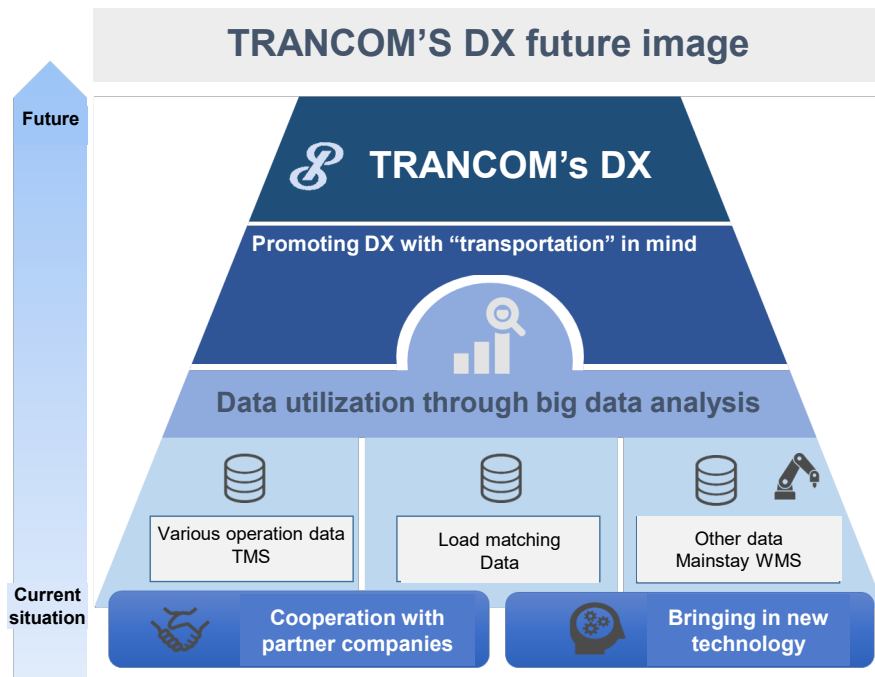 TRANCOM'S DX future image
Future
TRANCOM's DX
Promoting DX with “transportation” in mind
Data utilization through big data analysis
Various operation data
TMS
Load matching
Data
Other data
Mainstay WMS
Current
situation
Cooperation with
partner companies
Bringing in new
technology